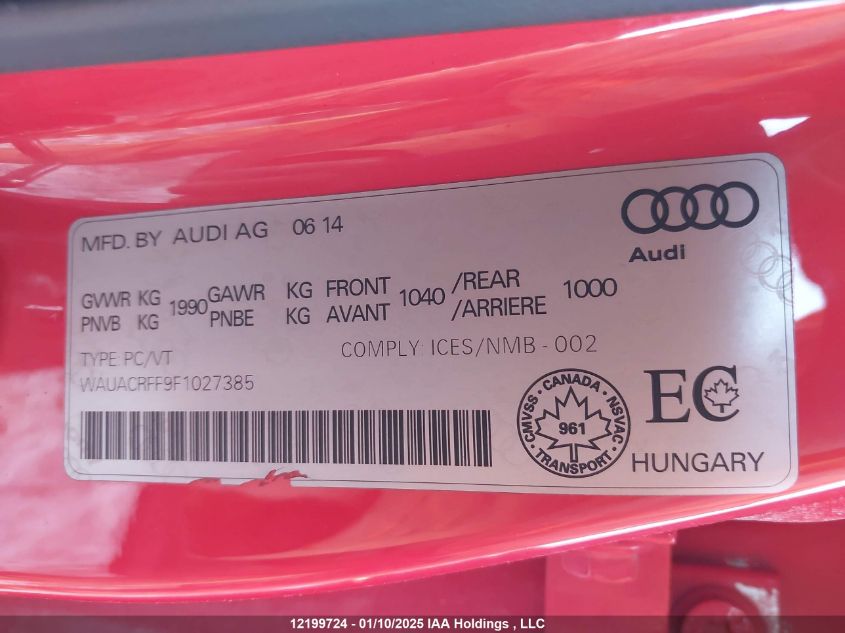 MFD. BY AUDI AG 06 14
Audi
GVWR KG 1990 GAWR KG FRONT 1040 /REAR 1000
PNVB KG PNBE KG AVANT /ARRIERE
TYPE: PC/VT COMPLY: ICES/NMB - 002
WAUACRFF9F1027385
CMVSS · CANADA · NSVAC · TRANSPORT ·
961
EC
HUNGARY
12199724 - 01/10/2025 IAA Holdings , LLC